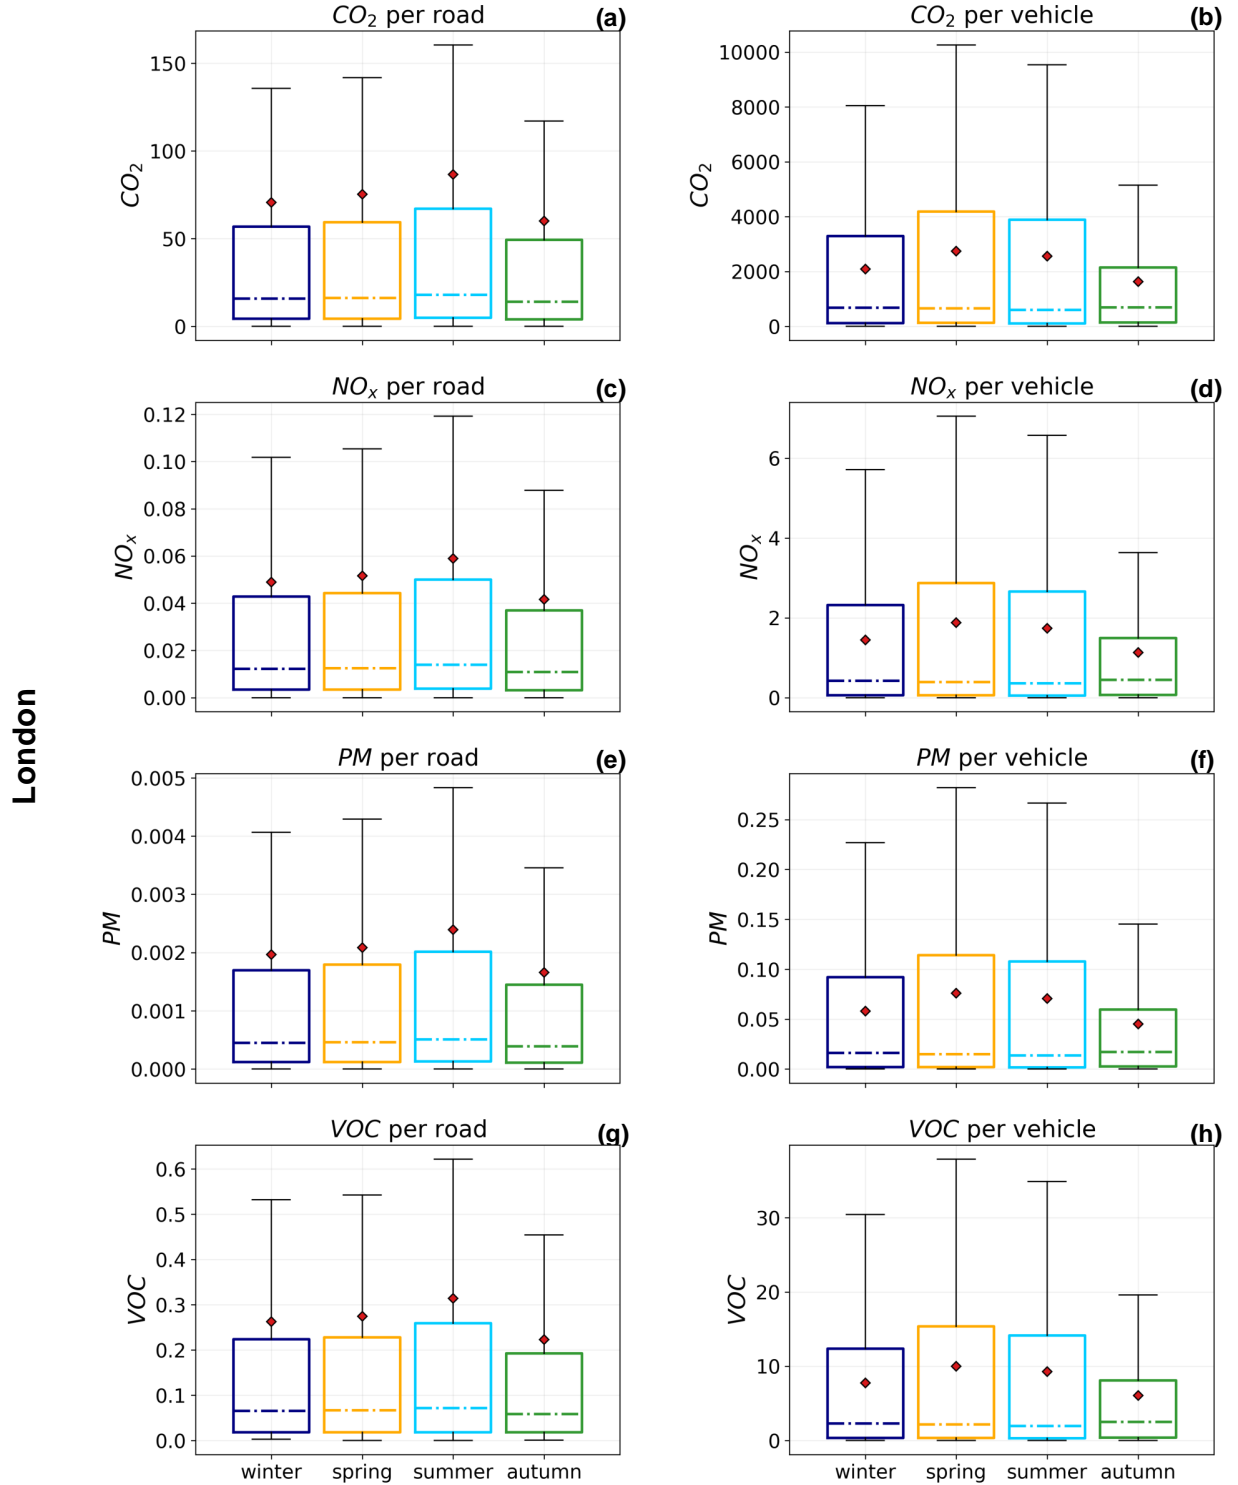 London
CO2 per road
(a)
150
100
50
0
CO2
CO2 per vehicle
(b)
10000
8000
6000
4000
2000
0
CO2
NOx per road
(c)
0.12
0.10
0.08
0.06
0.04
0.02
0.00
NOx
NOx per vehicle
(d)
6
4
2
0
NOx
PM per road
(e)
0.005
0.004
0.003
0.002
0.001
0.000
PM
PM per vehicle
(f)
0.25
0.20
0.15
0.10
0.05
0.00
PM
VOC per road
(g)
0.6
0.5
0.4
0.3
0.2
0.1
0.0
VOC
winter spring summer autumn
VOC per vehicle
(h)
30
20
10
0
VOC
winter spring summer autumn